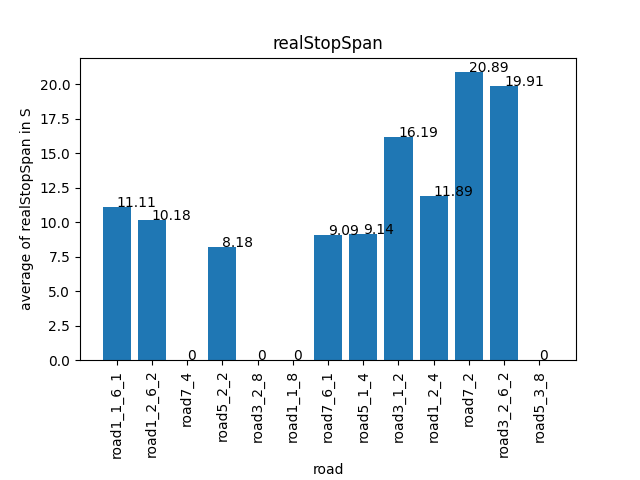 realStopSpan
average of realStopSpan in S
20.0
17.5
15.0
12.5
10.0
7.5
5.0
2.5
0.0
11.11
10.18
0
8.18
0
0
9.09
9.14
16.19
11.89
20.89
19.91
0
road1_1_6_1
road1_2_6_2
road7_4
road5_2_2
road3_2_8
road1_1_8
road7_6_1
road5_1_4
road3_1_2
road1_2_4
road7_2
road3_2_6_2
road5_3_8
road